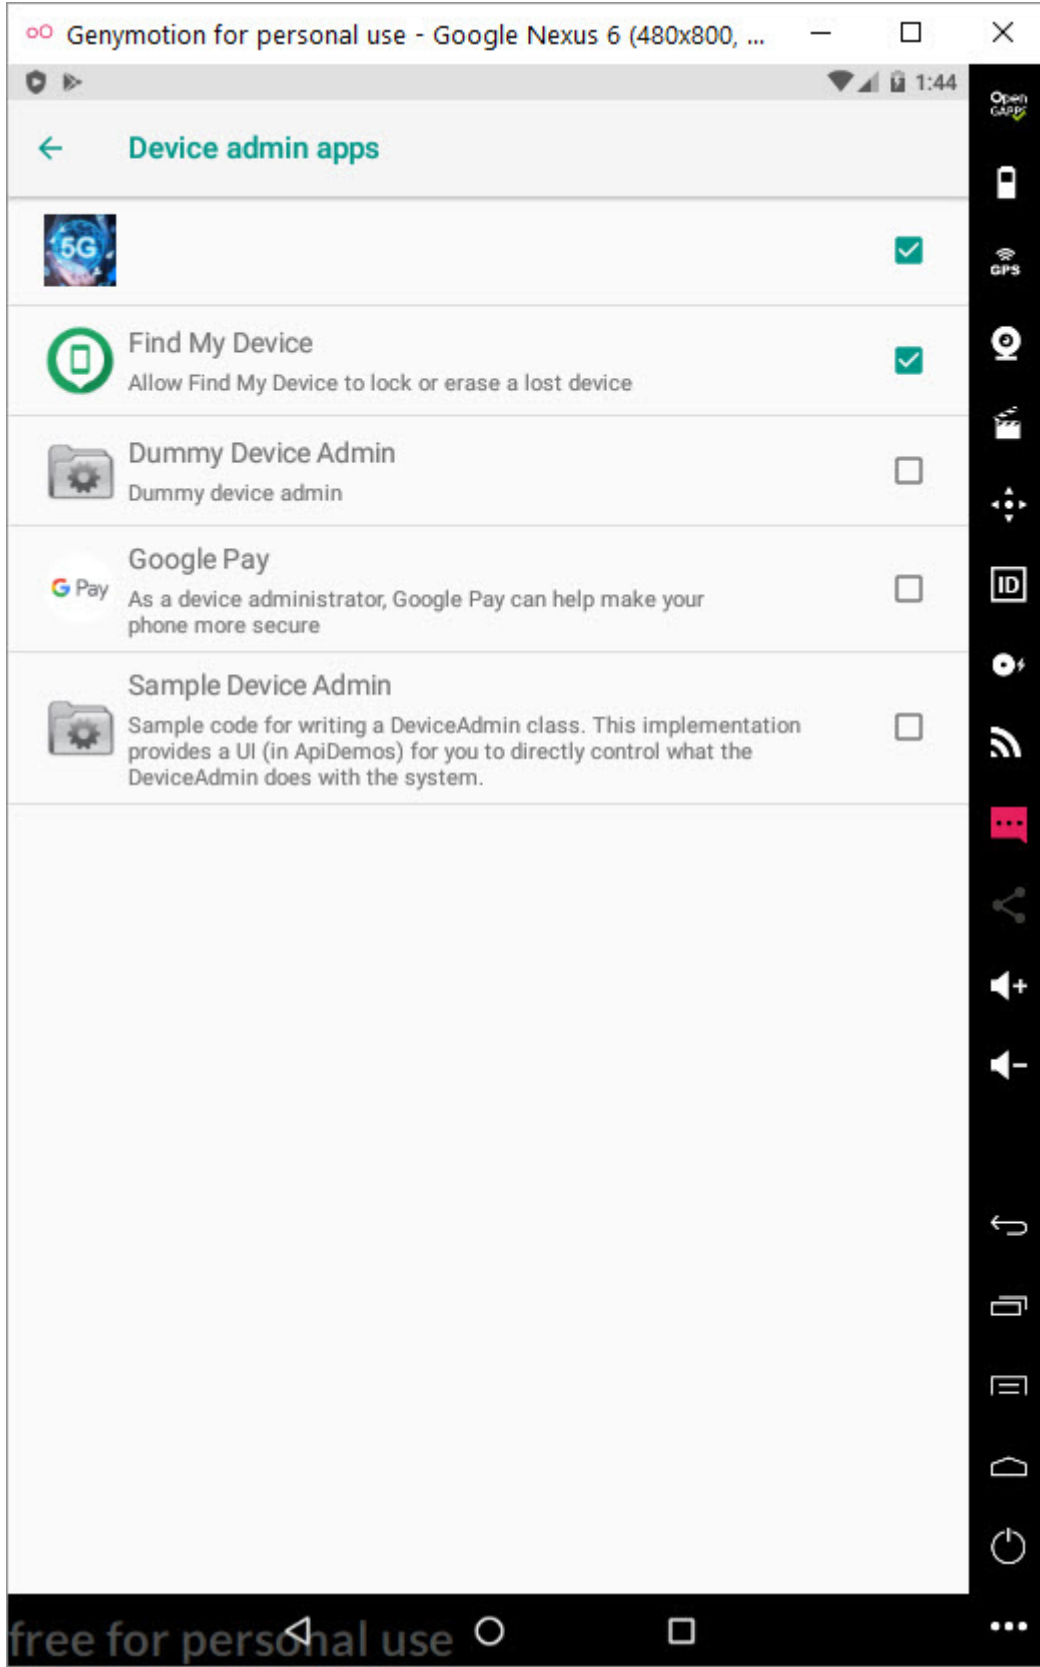 Genymotion for personal use - Google Nexus 6 (480x800, ...
1:44
Open
GAPPS
Device admin apps
5G
GPS
Find My Device
Allow Find My Device to lock or erase a lost device
Dummy Device Admin
Dummy device admin
ID
Google Pay
G Pay
As a device administrator, Google Pay can help make your
phone more secure
Sample Device Admin
Sample code for writing a DeviceAdmin class. This implementation
provides a UI (in ApiDemos) for you to directly control what the
DeviceAdmin does with the system.
free for personal use